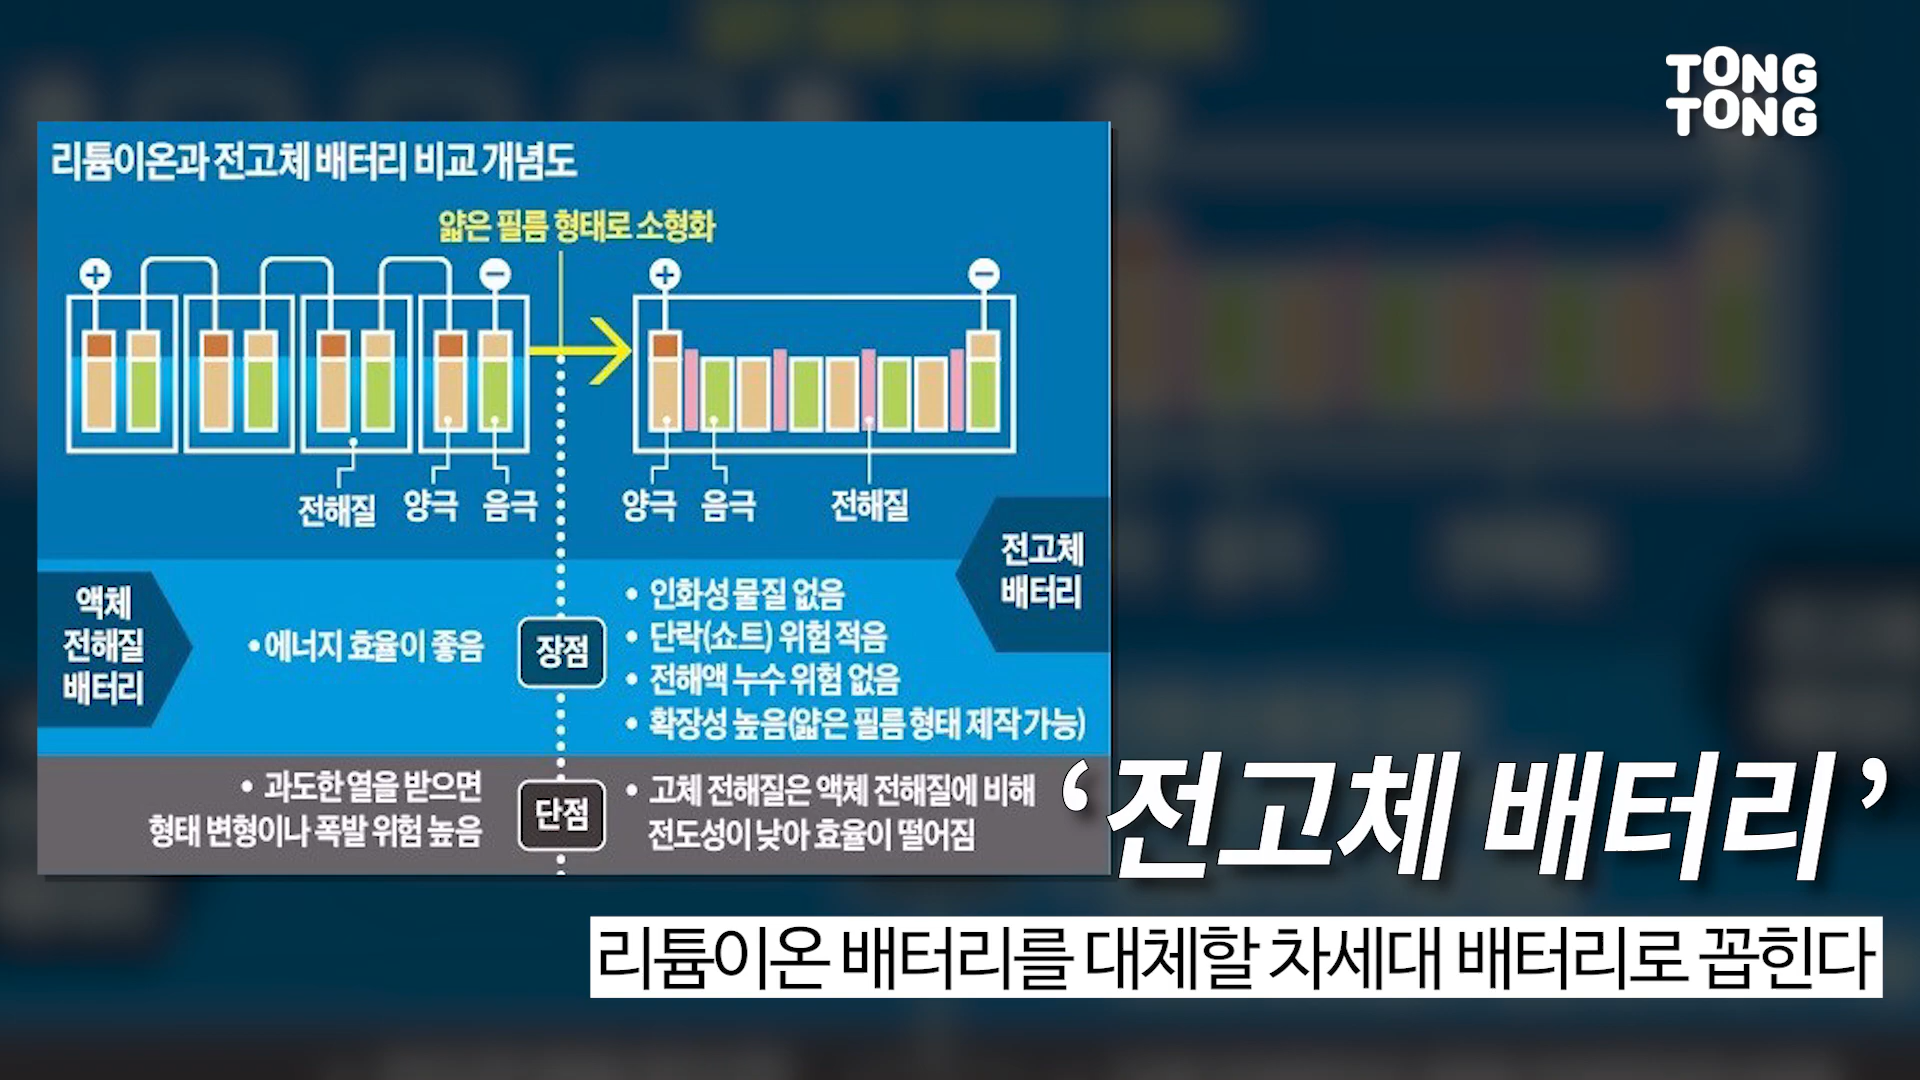 TONG
TONG
리튬이온과 전고체 배터리 비교 개념도
얇은 필름 형태로 소형화
+
−
+
−
전해질 양극 음극
양극 음극 전해질
액체
전해질
배터리
• 에너지 효율이 좋음
장점
전고체
배터리
• 인화성 물질 없음
• 단락(쇼트) 위험 적음
• 전해액 누수 위험 없음
• 확장성 높음(얇은 필름 형태 제작 가능)
• 과도한 열을 받으면
형태 변형이나 폭발 위험 높음
단점
• 고체 전해질은 액체 전해질에 비해
전도성이 낮아 효율이 떨어짐
‘전고체 배터리’
리튬이온 배터리를 대체할 차세대 배터리로 꼽힌다